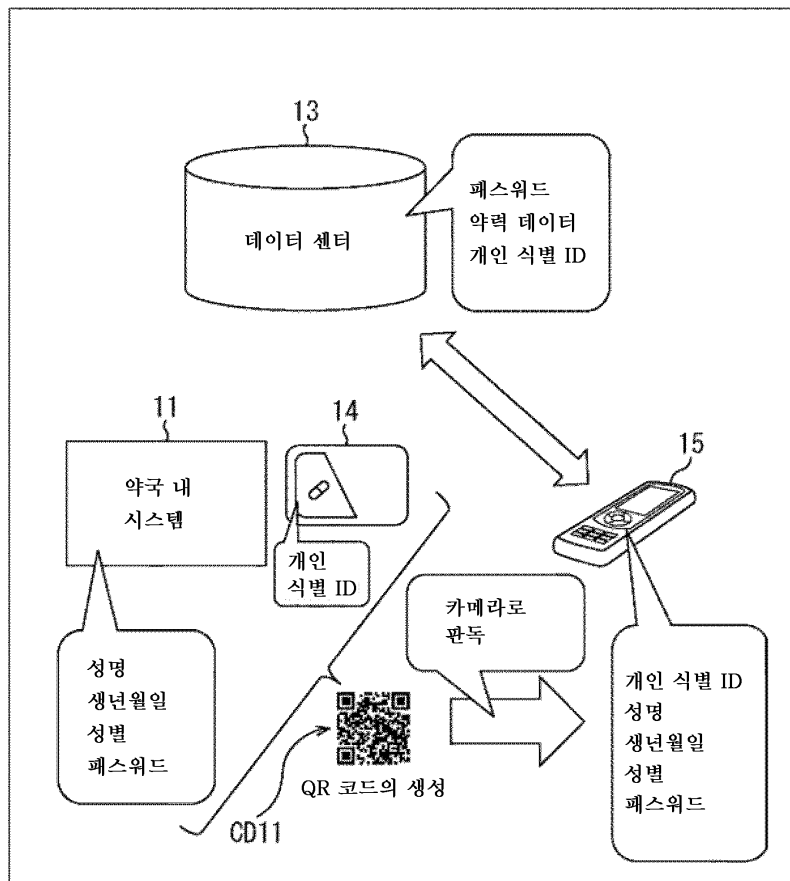 13
패스워드
약력 데이터
개인 식별 ID
데이터 센터
11
14
15
약국 내
시스템
개인
식별 ID
카메라로
판독
성명
생년월일
성별
패스워드
개인 식별 ID
성명
생년월일
성별
패스워드
QR 코드의 생성
CD11